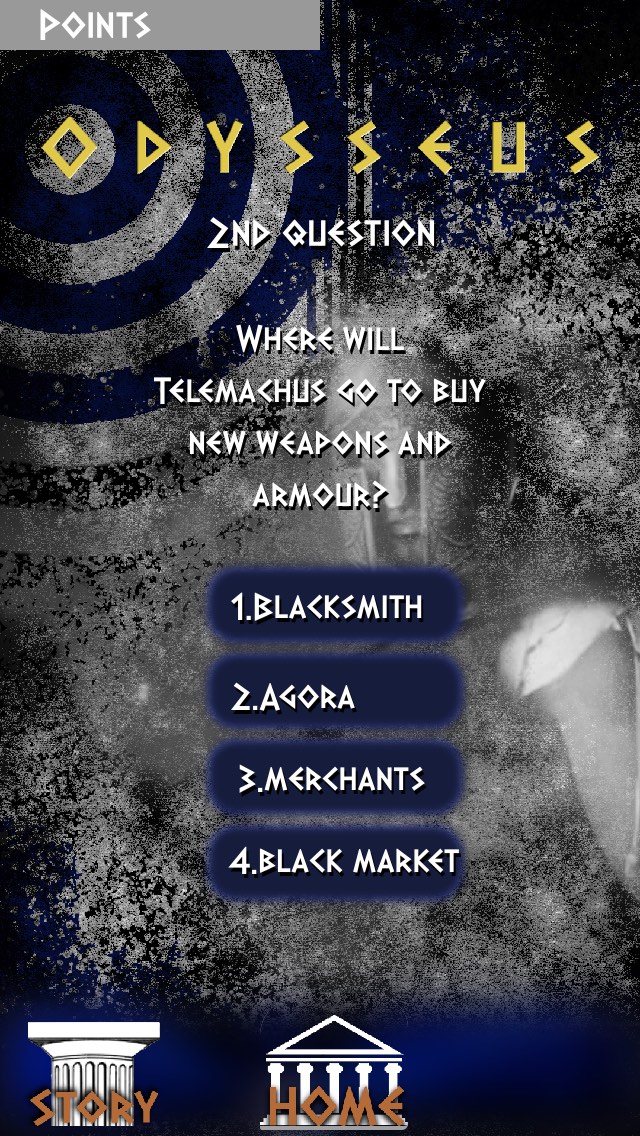 Points
Odysseus
2nd question
Where will
Telemachus go to buy
new weapons and
armour?
1.Blacksmith
2.Agora
3.merchants
4.black market
Story Home